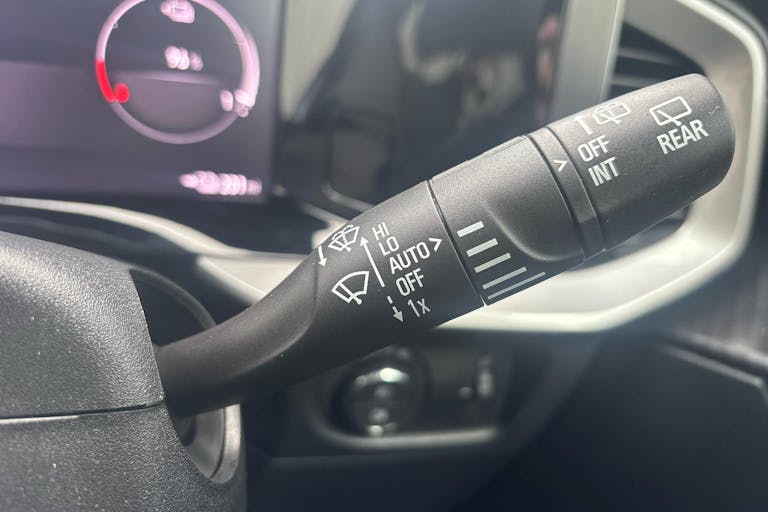 HI
LO
AUTO >
OFF
1x
OFF
INT
REAR